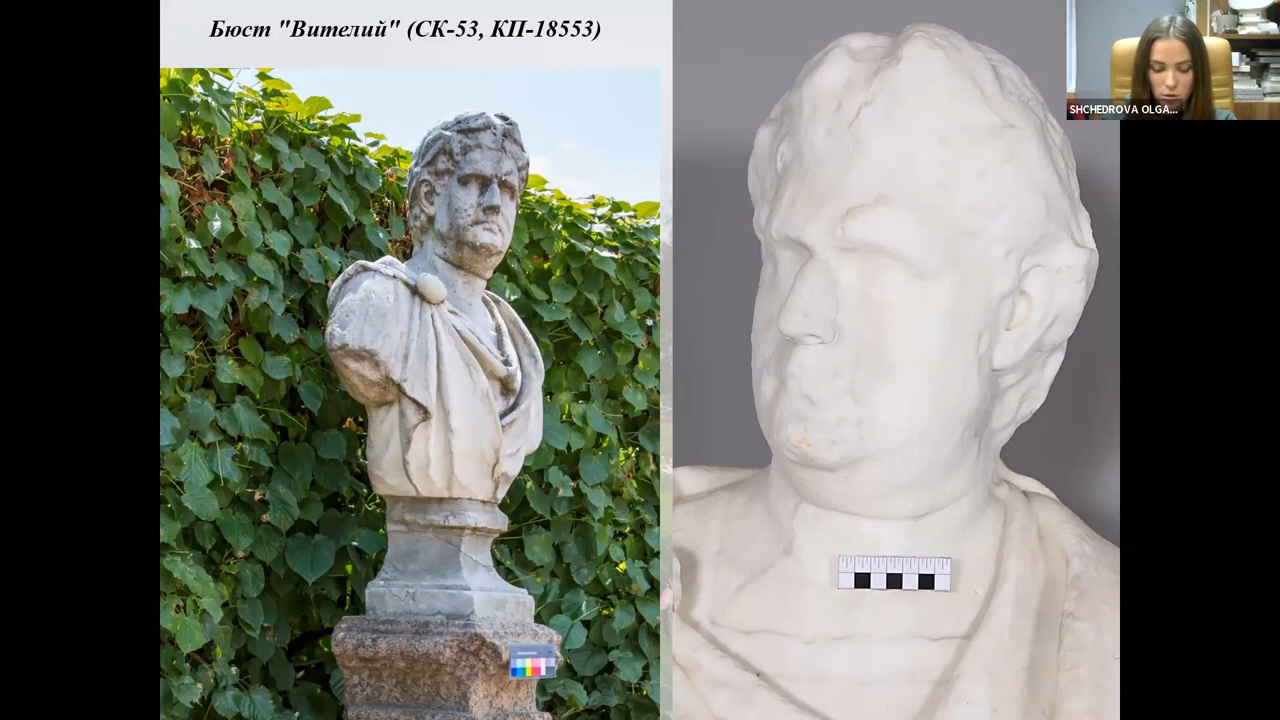 Бюст "Вителий" (СК-53, КП-18553)
SHCHEDROVA OLGA...